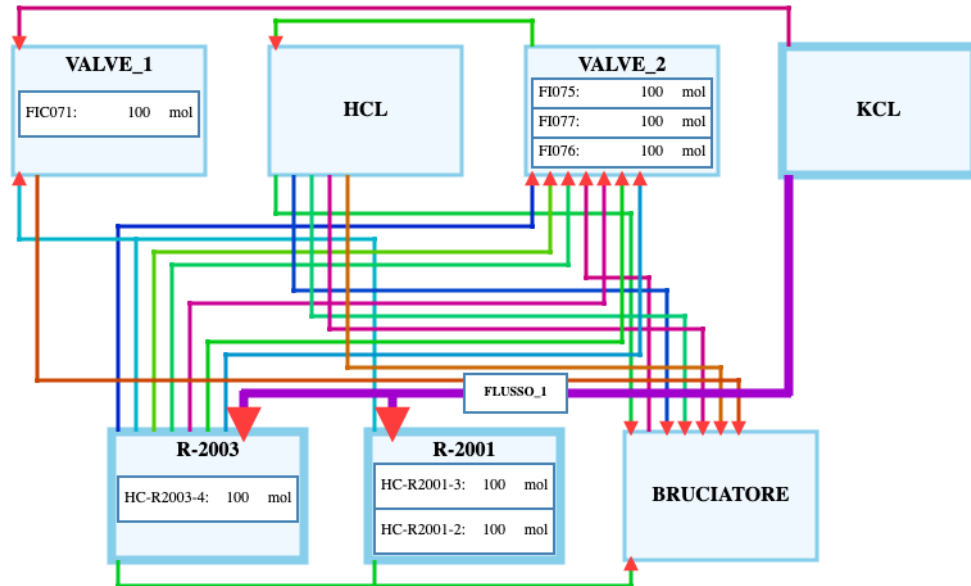 VALVE_1
FIC071: 100 mol
HCL
VALVE_2
FI075: 100 mol
FI077: 100 mol
FI076: 100 mol
KCL
FLUSSO_1
R-2003
HC-R2003-4: 100 mol
R-2001
HC-R2001-3: 100 mol
HC-R2001-2: 100 mol
BRUCIATORE